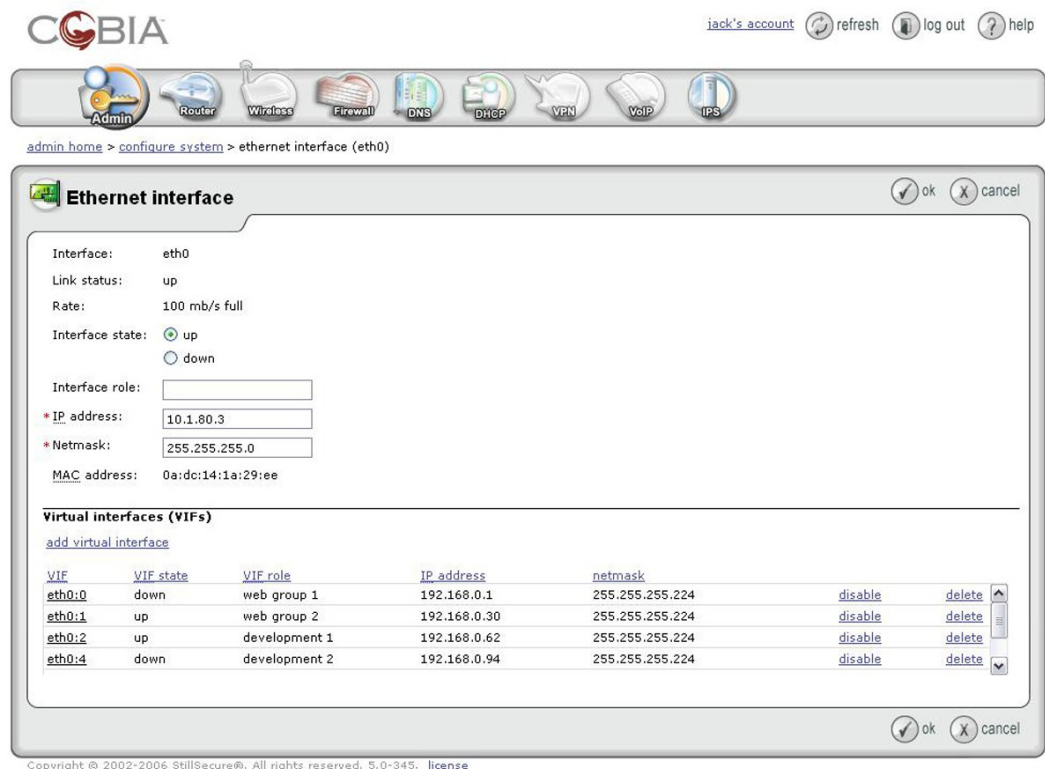 COBIA
jack's account refresh log out help
Admin Router Wireless Firewall DNS DHCP VPN VoIP IPS
admin home > configure system > ethernet interface (eth0)
Ethernet interface ok x cancel
Interface: eth0
Link status: up
Rate: 100 mb/s full
Interface state: up
down
Interface role:
* IP address: 10.1.80.3
* Netmask: 255.255.255.0
MAC address: 0a:dc:14:1a:29:ee
Virtual interfaces (VIFs)
add virtual interface
VIF VIF state VIF role IP address netmask
eth0:0 down web group 1 192.168.0.1 255.255.255.224 disable delete
eth0:1 up web group 2 192.168.0.30 255.255.255.224 disable delete
eth0:2 up development 1 192.168.0.62 255.255.255.224 disable delete
eth0:4 down development 2 192.168.0.94 255.255.255.224 disable delete
ok x cancel
Copyright © 2002-2006 StillSecure®. All rights reserved. 5.0-345. license